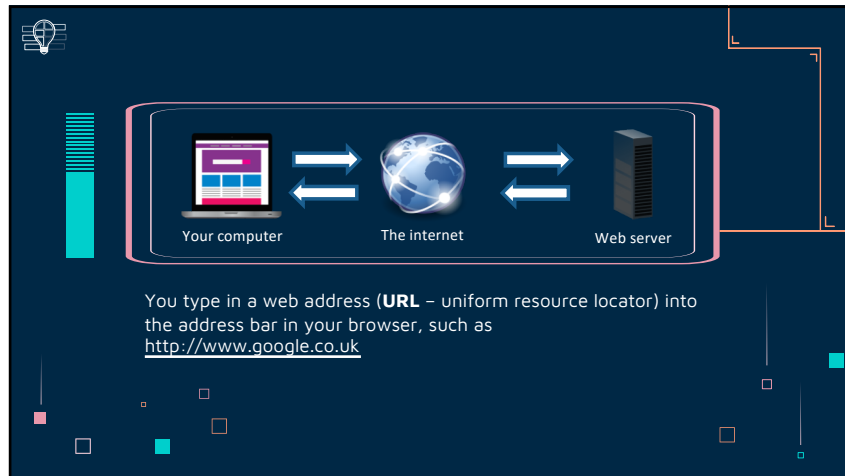 Your computer
The internet
Web server
You type in a web address (URL – uniform resource locator) into
the address bar in your browser, such as
http://www.google.co.uk